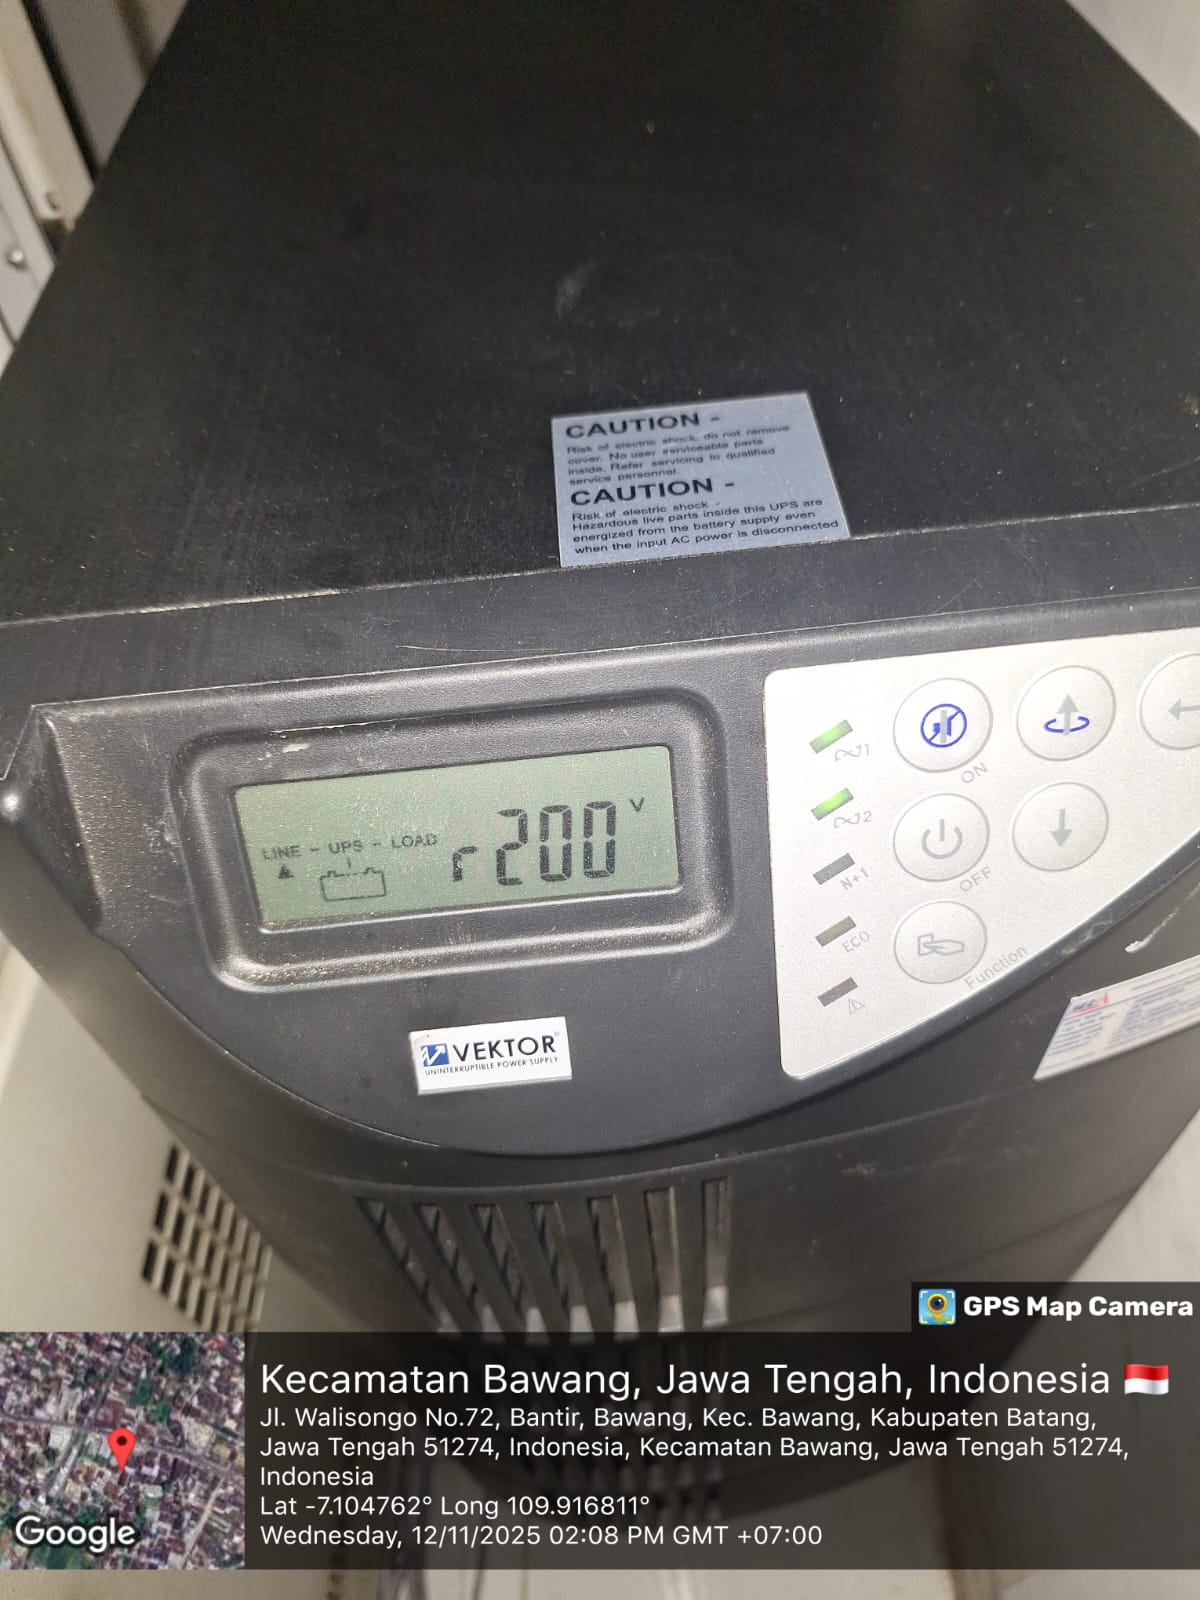 CAUTION -
Risk of electric shock, do not remove
cover. No user serviceable parts
inside. Refer servicing to qualified
service personnel.
CAUTION -
Risk of electric shock -
Hazardous live parts inside this UPS are
energized from the battery supply even
when the input AC power is disconnected
LINE - UPS - LOAD
r200 V
1
2
N+1
ECO
ON
OFF
Function
VEKTOR
UNINTERRUPTIBLE POWER SUPPLY
GPS Map Camera
Kecamatan Bawang, Jawa Tengah, Indonesia
Jl. Walisongo No.72, Bantir, Bawang, Kec. Bawang, Kabupaten Batang,
Jawa Tengah 51274, Indonesia, Kecamatan Bawang, Jawa Tengah 51274,
Indonesia
Lat -7.104762° Long 109.916811°
Wednesday, 12/11/2025 02:08 PM GMT +07:00
Google